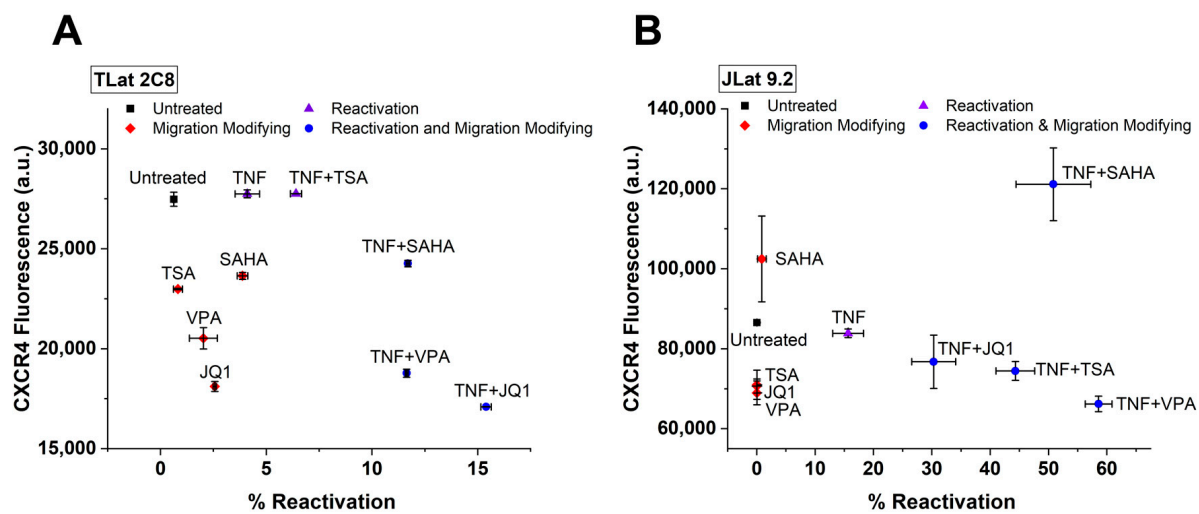 A
TLat 2C8
Untreated
Reactivation
Migration Modifying
Reactivation and Migration Modifying
CXCR4 Fluorescence (a.u.)
30,000
25,000
20,000
15,000
Untreated
TNF
TNF+TSA
TSA
SAHA
TNF+SAHA
VPA
JQ1
TNF+VPA
TNF+JQ1
0
5
10
15
% Reactivation
B
JLat 9.2
Untreated
Reactivation
Migration Modifying
Reactivation & Migration Modifying
CXCR4 Fluorescence (a.u.)
140,000
120,000
100,000
80,000
60,000
TNF+SAHA
SAHA
TNF
Untreated
TNF+JQ1
TSA
TNF+TSA
JQ1
VPA
TNF+VPA
0
10
20
30
40
50
60
% Reactivation